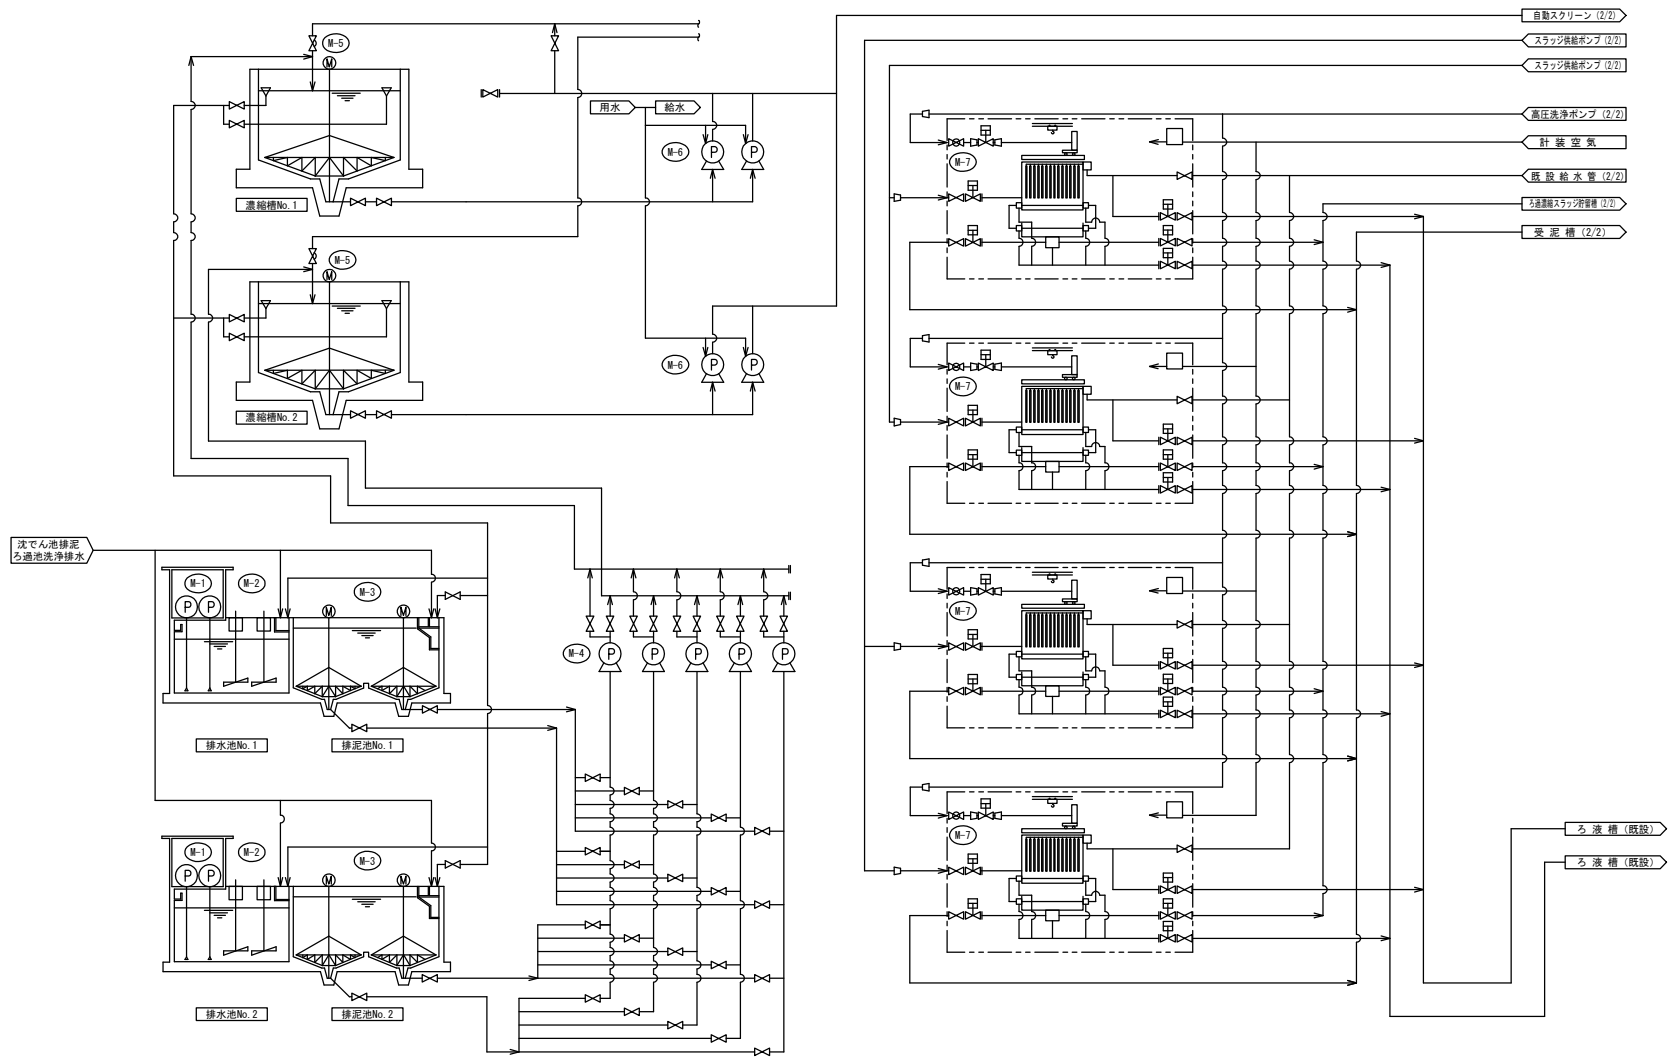 自動スクリーン (2/2)
スラッジ供給ポンプ (2/2)
スラッジ供給ポンプ (2/2)
高圧洗浄ポンプ (2/2)
計 装 空 気
既 設 給 水 管 (2/2)
ろ過濃縮スラッジ貯留槽 (2/2)
受 泥 槽 (2/2)
M-5
M
濃縮槽No.1
用水
給水
M-6
P
P
M-5
M
濃縮槽No.2
M-6
P
P
M-7
M-7
M-7
M-7
沈でん池排泥
ろ過池洗浄排水
M-1
M-2
M-3
P
P
M
M
排水池No.1
排泥池No.1
M-4
P
P
P
P
P
M-1
M-2
M-3
P
P
M
M
排水池No.2
排泥池No.2
ろ 液 槽 (既設)
ろ 液 槽 (既設)